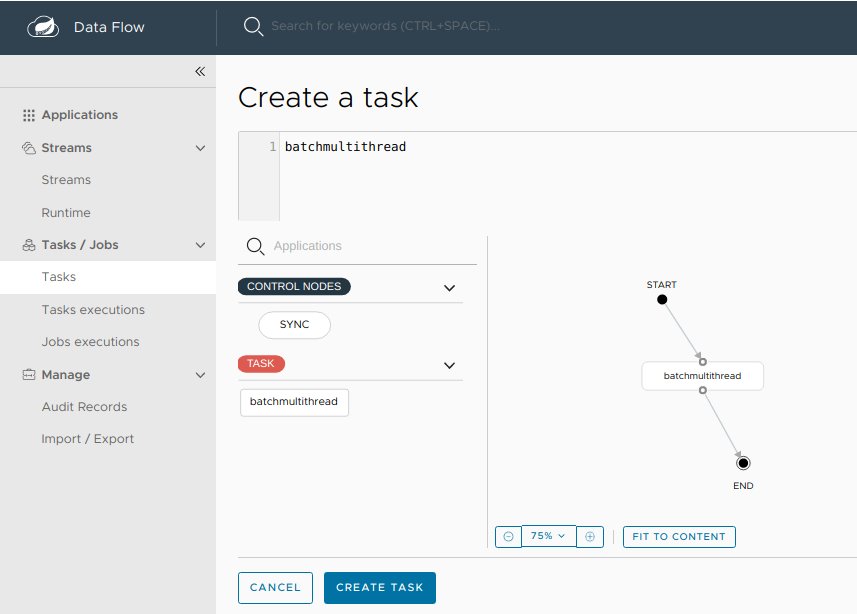 Data Flow
Search for keywords (CTRL+SPACE)...
Applications
Streams
Streams
Runtime
Tasks / Jobs
Tasks
Tasks executions
Jobs executions
Manage
Audit Records
Import / Export
Create a task
1 batchmultithread
Applications
CONTROL NODES
SYNC
TASK
batchmultithread
START
batchmultithread
END
75%
FIT TO CONTENT
CANCEL
CREATE TASK